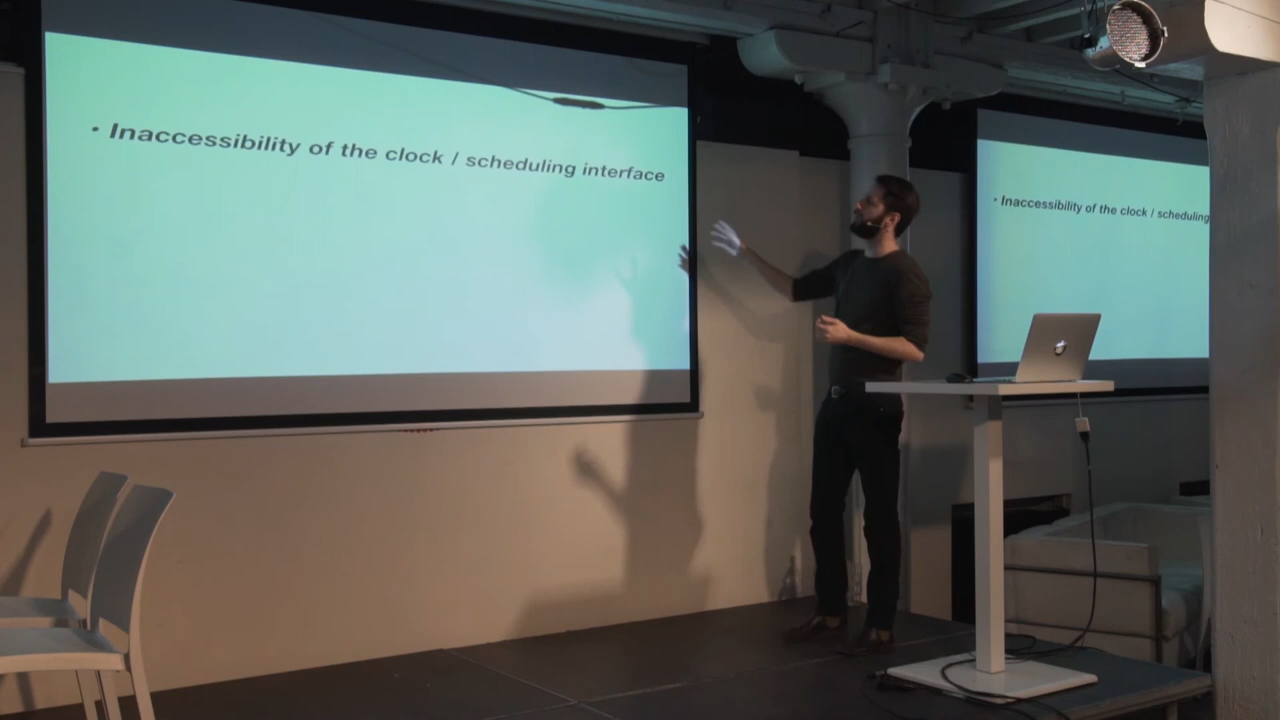 • Inaccessibility of the clock / scheduling interface
• Inaccessibility of the clock / scheduling